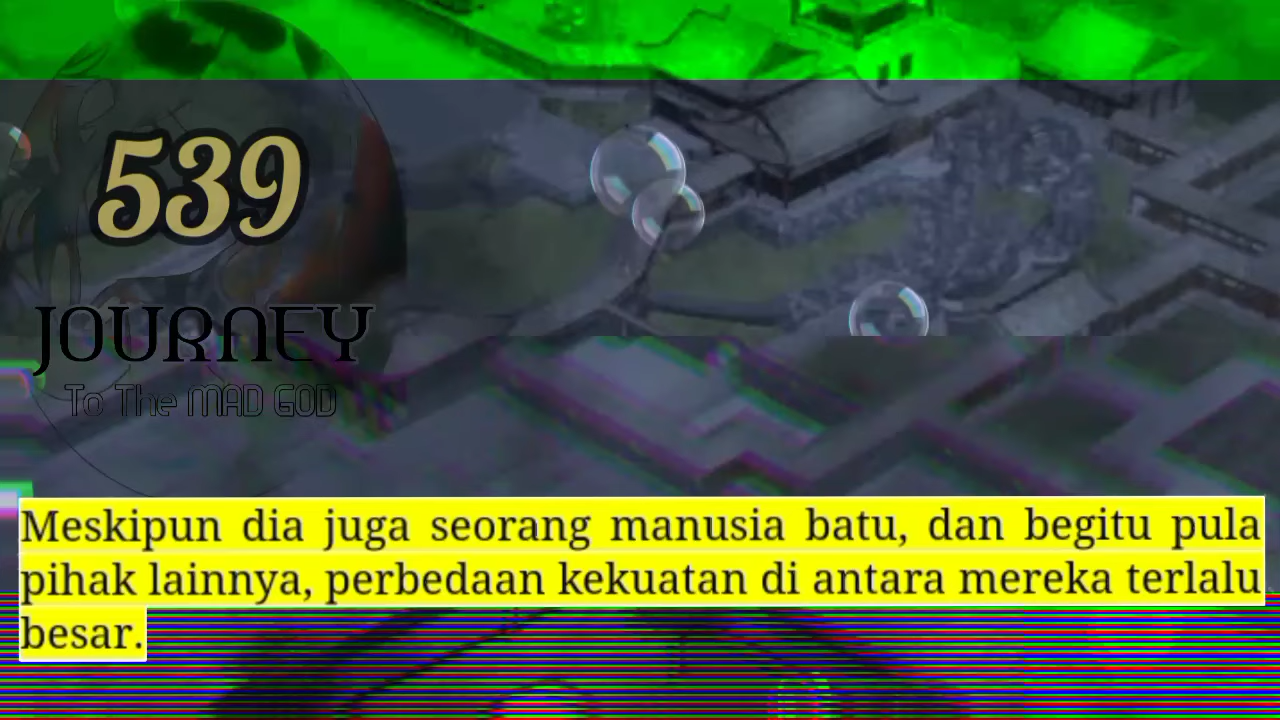 539
JOURNEY
To The MAD GOD
Meskipun dia juga seorang manusia batu, dan begitu pula
pihak lainnya, perbedaan kekuatan di antara mereka terlalu
besar.